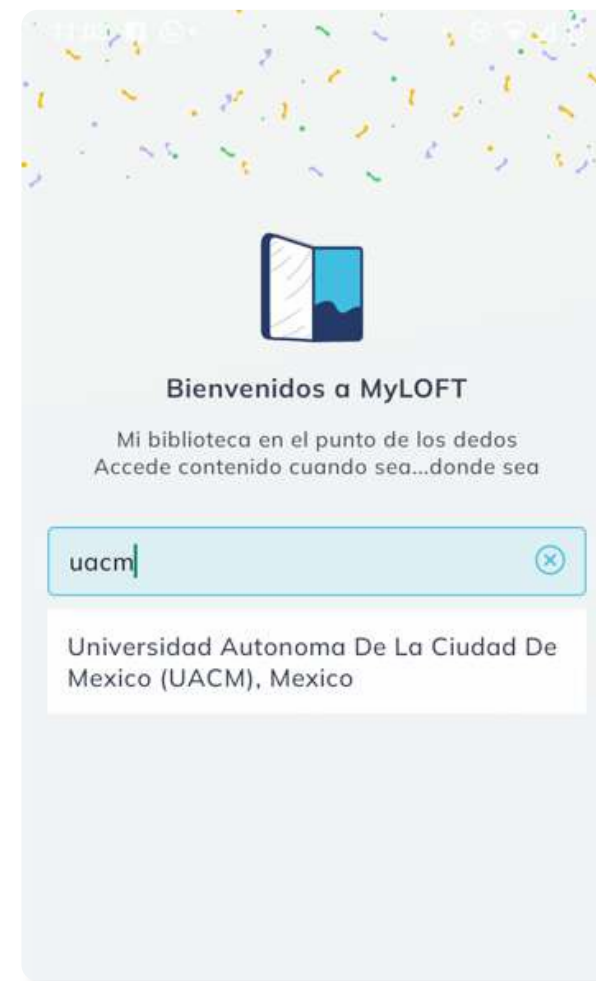 Bienvenidos a MyLOFT
Mi biblioteca en el punto de los dedos
Accede contenido cuando sea...donde sea
uacm
Universidad Autonoma De La Ciudad De
Mexico (UACM), Mexico